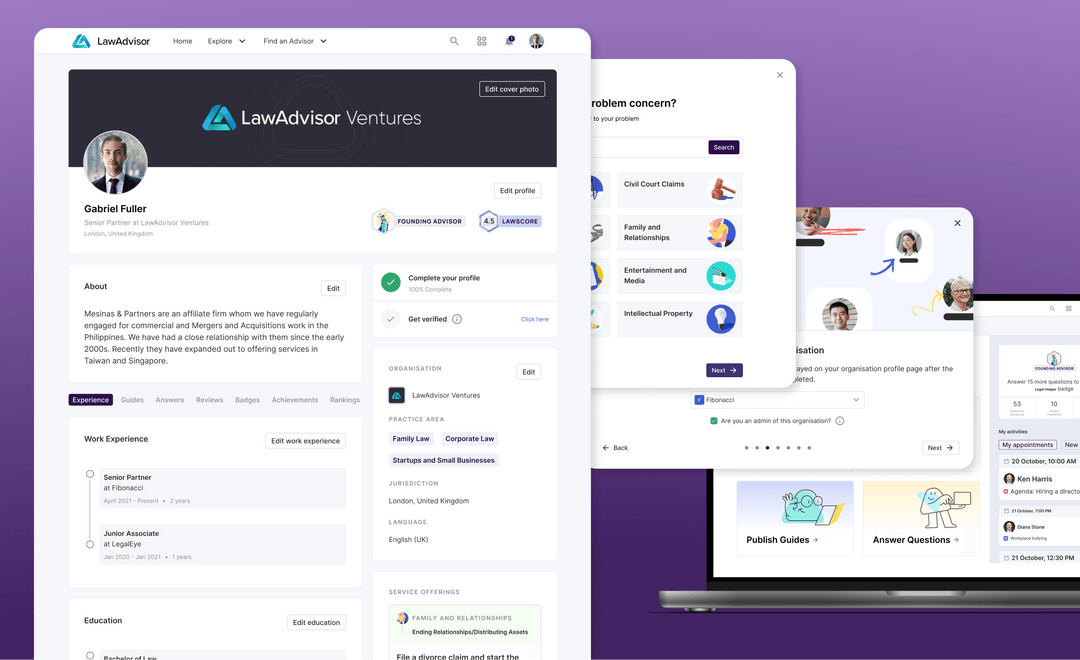 LawAdvisor
Home
Explore
Find an Advisor
1
LawAdvisor Ventures
Edit cover photo
Edit profile
Gabriel Fuller
Senior Partner at LawAdvisor Ventures
London, United Kingdom
FOUNDING ADVISOR
4.5 LAWSCORE
About
Edit
Mesinas & Partners are an affiliate firm whom we have regularly
engaged for commercial and Mergers and Acquisitions work in the
Philippines. We have had a close relationship with them since the early
2000s. Recently they have expanded out to offering services in
Taiwan and Singapore.
Experience
Guides
Answers
Reviews
Badges
Achievements
Rankings
Work Experience
Edit work experience
Senior Partner
at Fibonacci
April 2021 - Present • 2 years
Junior Associate
at LegalEye
Jan 2020 - Jan 2021 • 1 years
Education
Edit education
Bachelor of Law
Complete your profile
100% Complete
Get verified
Click here
ORGANISATION
Edit
LawAdvisor Ventures
PRACTICE AREA
Family Law
Corporate Law
Startups and Small Businesses
JURISDICTION
London, United Kingdom
LANGUAGE
English (UK)
SERVICE OFFERINGS
FAMILY AND RELATIONSHIPS
Ending Relationships/Distributing Assets
File a divorce claim and start the
roblem concern?
to your problem
Search
Civil Court Claims
Family and
Relationships
Entertainment and
Media
Intellectual Property
Next →
isation
ayed on your organisation profile page after the
leted.
F Fibonacci
Are you an admin of this organisation?
← Back
Next →
FOUNDING ADVISOR
Answer 15 more questions to
Legal Helper badge
53
10
My activities
My appointments
New
20 October, 10:00 AM
Ken Harris
Agenda: Hiring a directo
21 October, 7:00 PM
Diana Stone
Workplace bullying
21 October, 12:30 PM
Publish Guides →
Answer Questions →